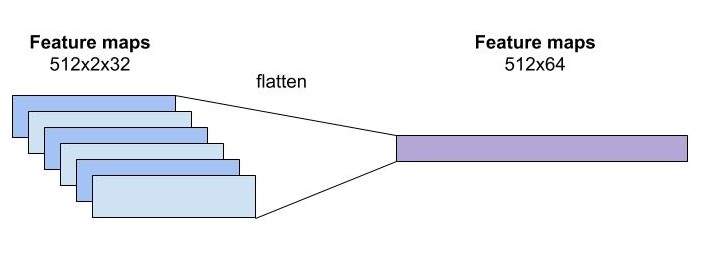 Feature maps
512x2x32
flatten
Feature maps
512x64